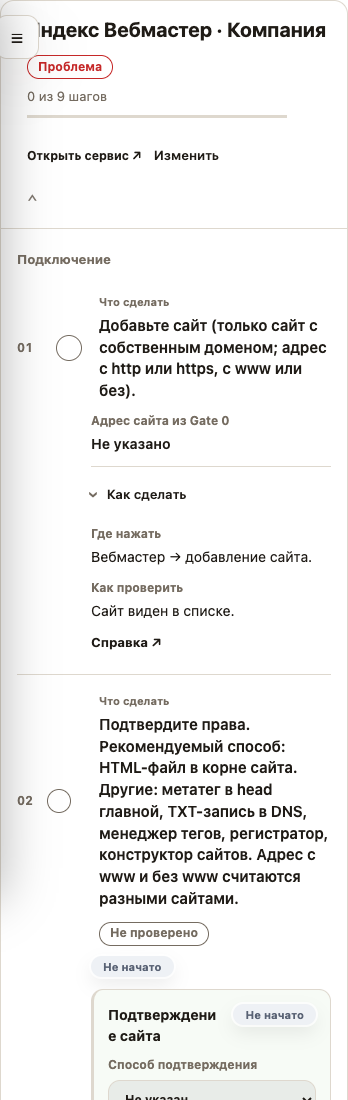 ндекс Вебмастер · Компания
Проблема
0 из 9 шагов
Открыть сервис ↗ Изменить
Подключение
Что сделать
01
Добавьте сайт (только сайт с
собственным доменом; адрес
с http или https, с www или
без).
Адрес сайта из Gate 0
Не указано
Как сделать
Где нажать
Вебмастер → добавление сайта.
Как проверить
Сайт виден в списке.
Справка ↗
Что сделать
02
Подтвердите права.
Рекомендуемый способ:
HTML-файл в корне сайта.
Другие: метатег в head
главной, TXT-запись в DNS,
менеджер тегов, регистратор,
конструктор сайтов. Адрес с
www и без www считаются
разными сайтами.
Не проверено
Не начато
Подтверждени
е сайта
Не начато
Способ подтверждения
Не указан